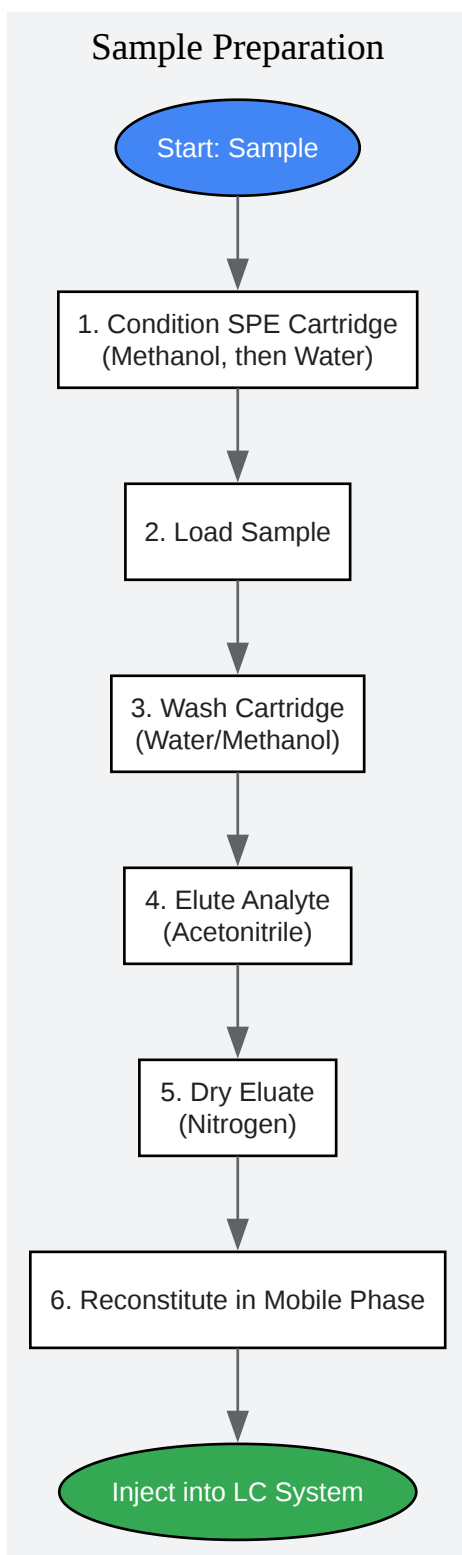 Sample Preparation
Start: Sample
1. Condition SPE Cartridge
(Methanol, then Water)
2. Load Sample
3. Wash Cartridge
(Water/Methanol)
4. Elute Analyte
(Acetonitrile)
5. Dry Eluate
(Nitrogen)
6. Reconstitute in Mobile Phase
Inject into LC System